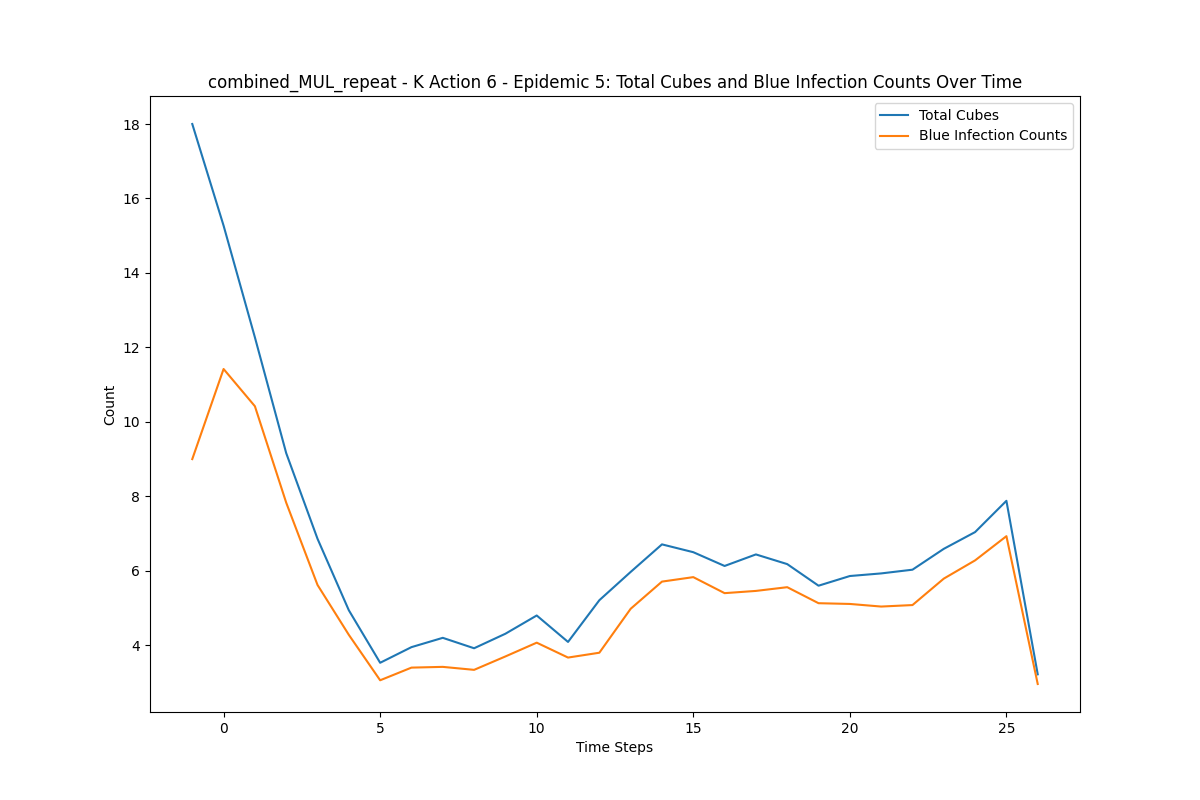 combined_MUL_repeat - K Action 6 - Epidemic 5: Total Cubes and Blue Infection Counts Over Time
Total Cubes
Blue Infection Counts
18
16
14
12
10
8
6
4
Count
0 5 10 15 20 25
Time Steps